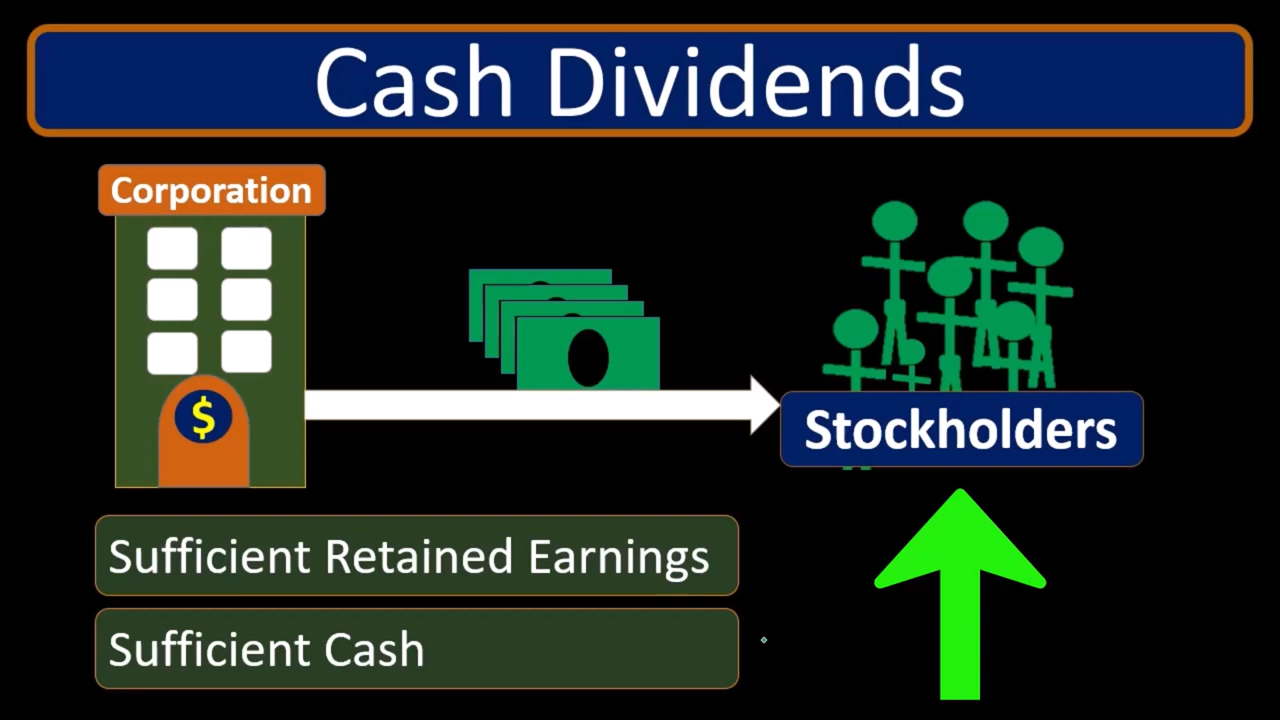 Cash Dividends
Corporation
$
Stockholders
Sufficient Retained Earnings
Sufficient Cash